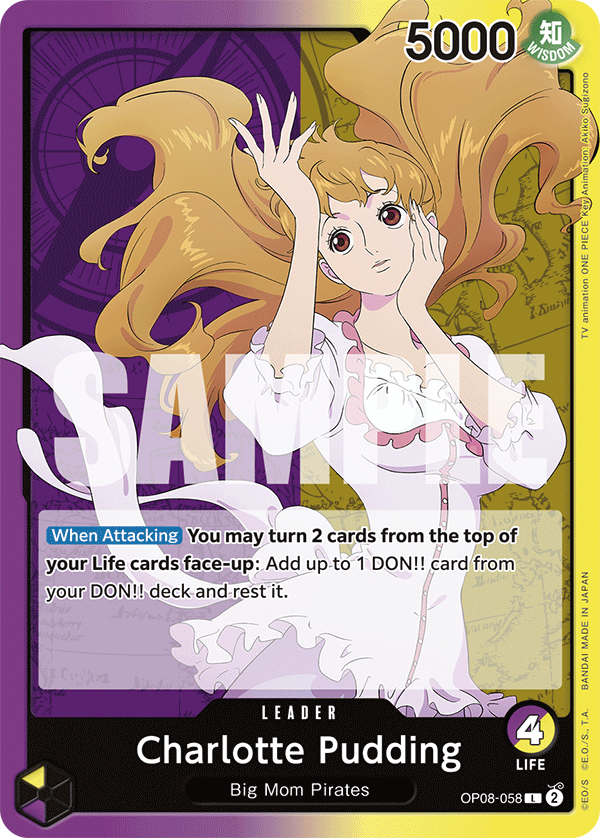 5000
知
WISDOM
TV animation ONE PIECE Key Animation: Akiko Sugizono
SAMPLE
When Attacking You may turn 2 cards from the top of
your Life cards face-up: Add up to 1 DON!! card from
your DON!! deck and rest it.
LEADER
Charlotte Pudding
4
LIFE
Big Mom Pirates
OP08-058 L 2
©E.O/S ©E.O./S., T.A. BANDAI MADE IN JAPAN